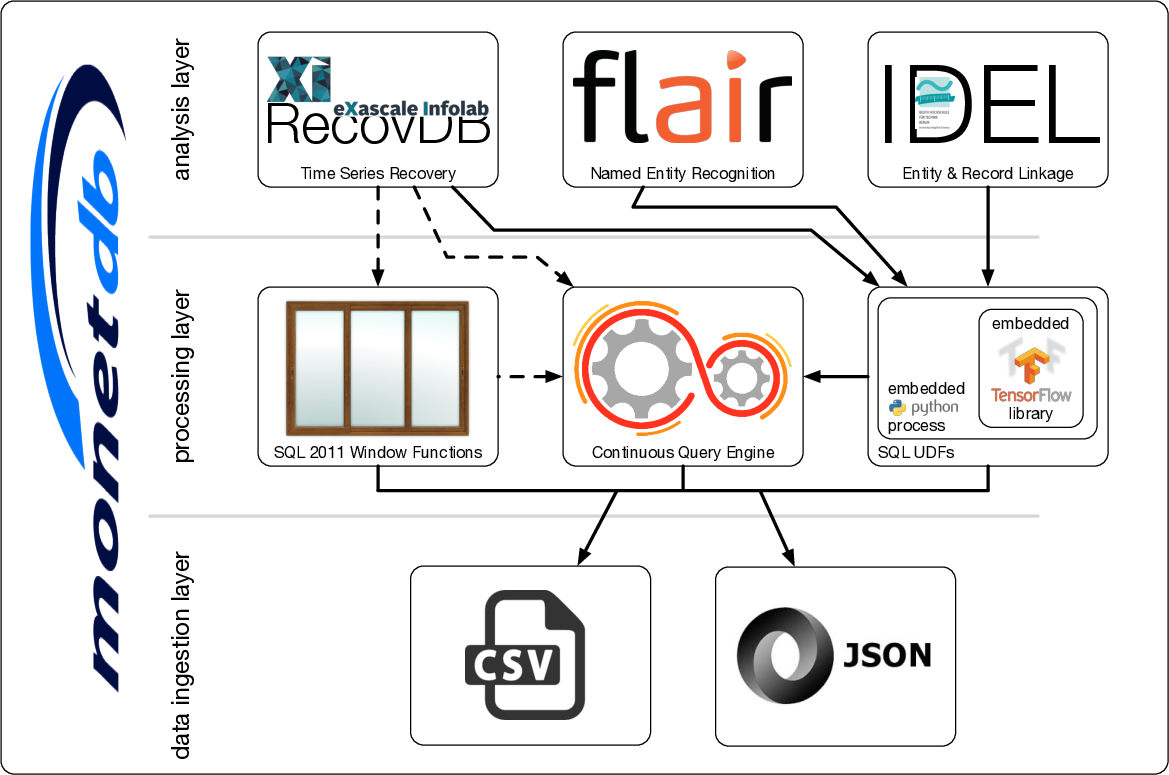 monetdb
analysis layer
Xi
eXascale Infolab
RecovDB
Time Series Recovery
flair
Named Entity Recognition
IDEL
Entity & Record Linkage
processing layer
SQL 2011 Window Functions
Continuous Query Engine
embedded
python
process
embedded
TF
TensorFlow
library
SQL UDFs
data ingestion layer
CSV
JSON